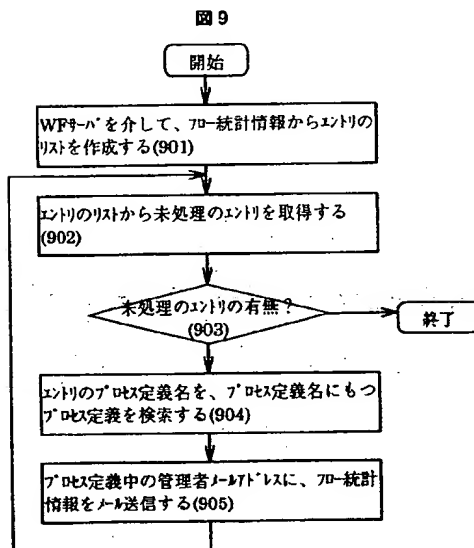 図9
開始
WFｻｰﾊﾞを介して、ﾌﾛｰ統計情報からｴﾝﾄﾘの
ﾘｽﾄを作成する(901)
ｴﾝﾄﾘのﾘｽﾄから未処理のｴﾝﾄﾘを取得する
(902)
未処理のｴﾝﾄﾘの有無?
(903)
終了
ｴﾝﾄﾘのﾌﾟﾛｾｽ定義名を、ﾌﾟﾛｾｽ定義名にもつ
ﾌﾟﾛｾｽ定義を検索する(904)
ﾌﾟﾛｾｽ定義中の管理者ﾒｰﾙｱﾄﾞﾚｽに、ﾌﾛｰ統計
情報をﾒｰﾙ送信する(905)